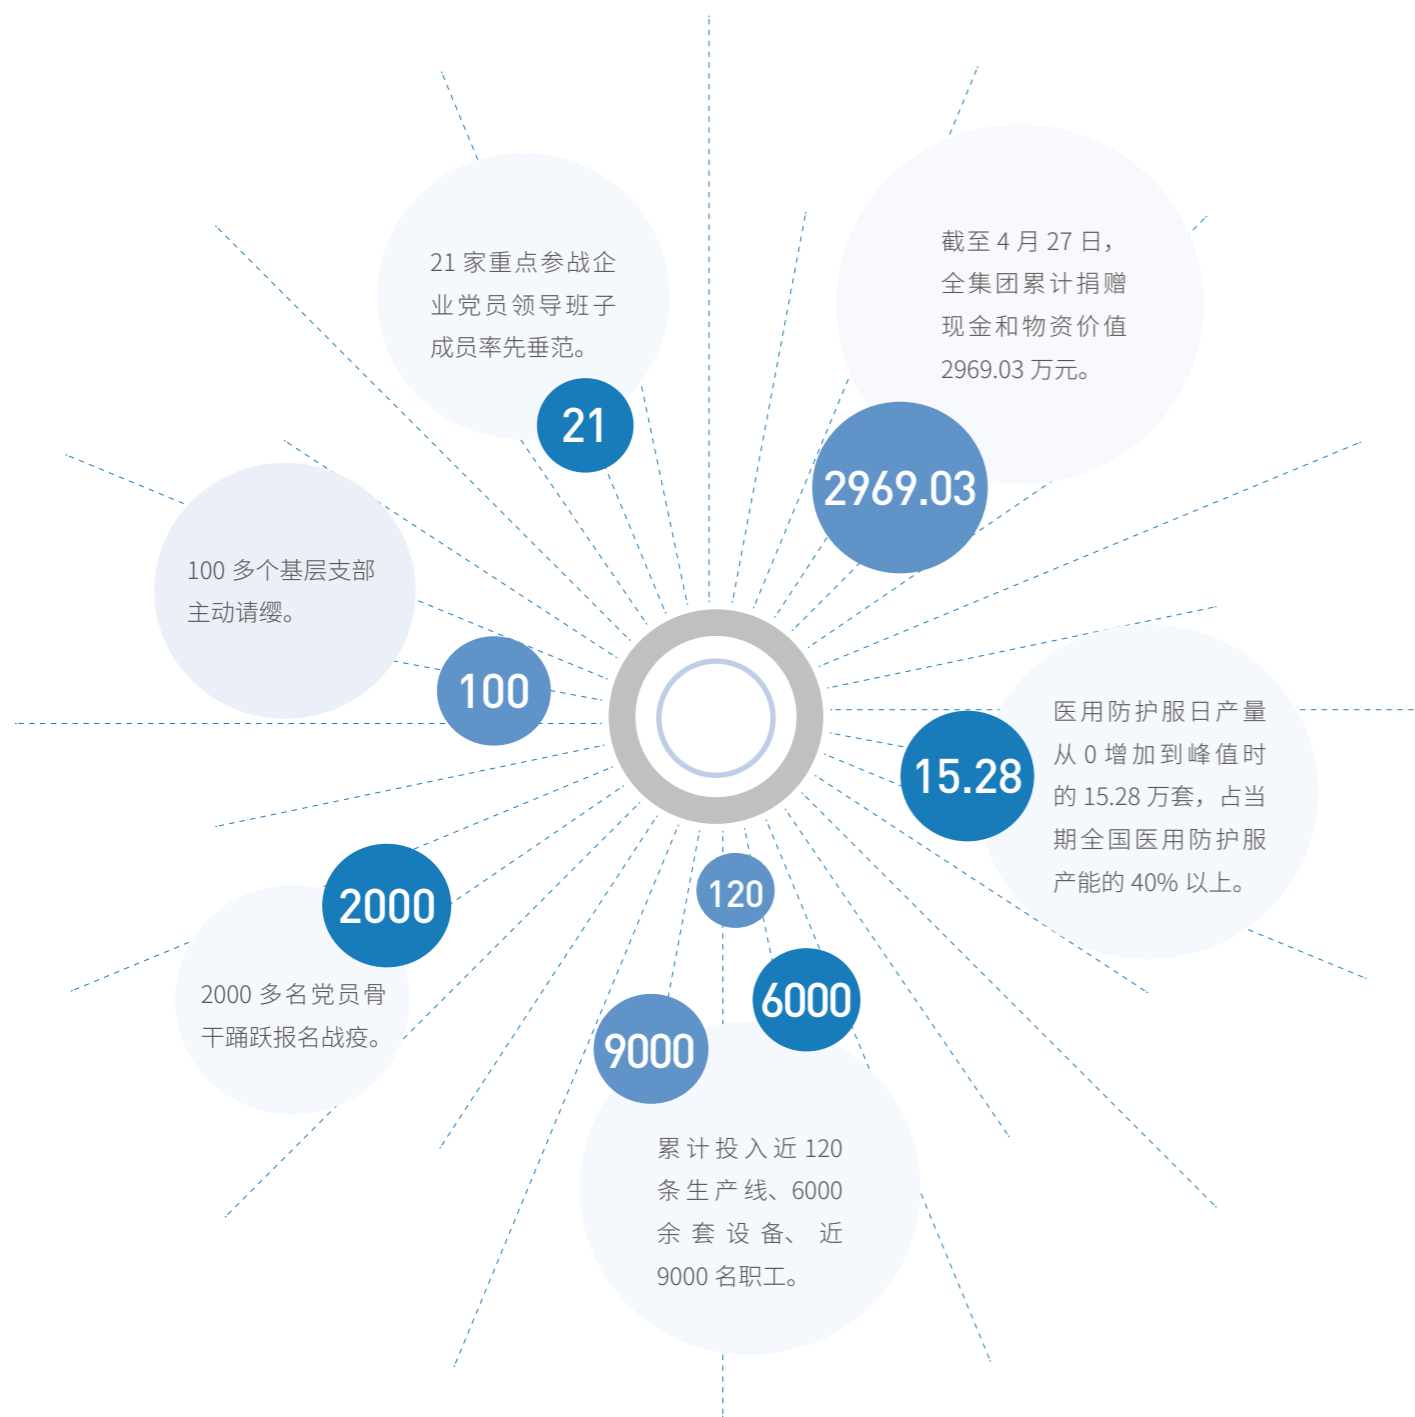 21 家重点参战企
业党员领导班子
成员率先垂范。
21
截至 4 月 27 日，
全集团累计捐赠
现金和物资价值
2969.03 万元。
2969.03
100 多个基层支部
主动请缨。
100
医用防护服日产量
从 0 增加到峰值时
的 15.28 万套，占当
期全国医用防护服
产能的 40% 以上。
15.28
2000
2000 多名党员骨
干踊跃报名战疫。
120
6000
9000
累计投入近 120
条生产线、6000
余套设备、近
9000 名职工。